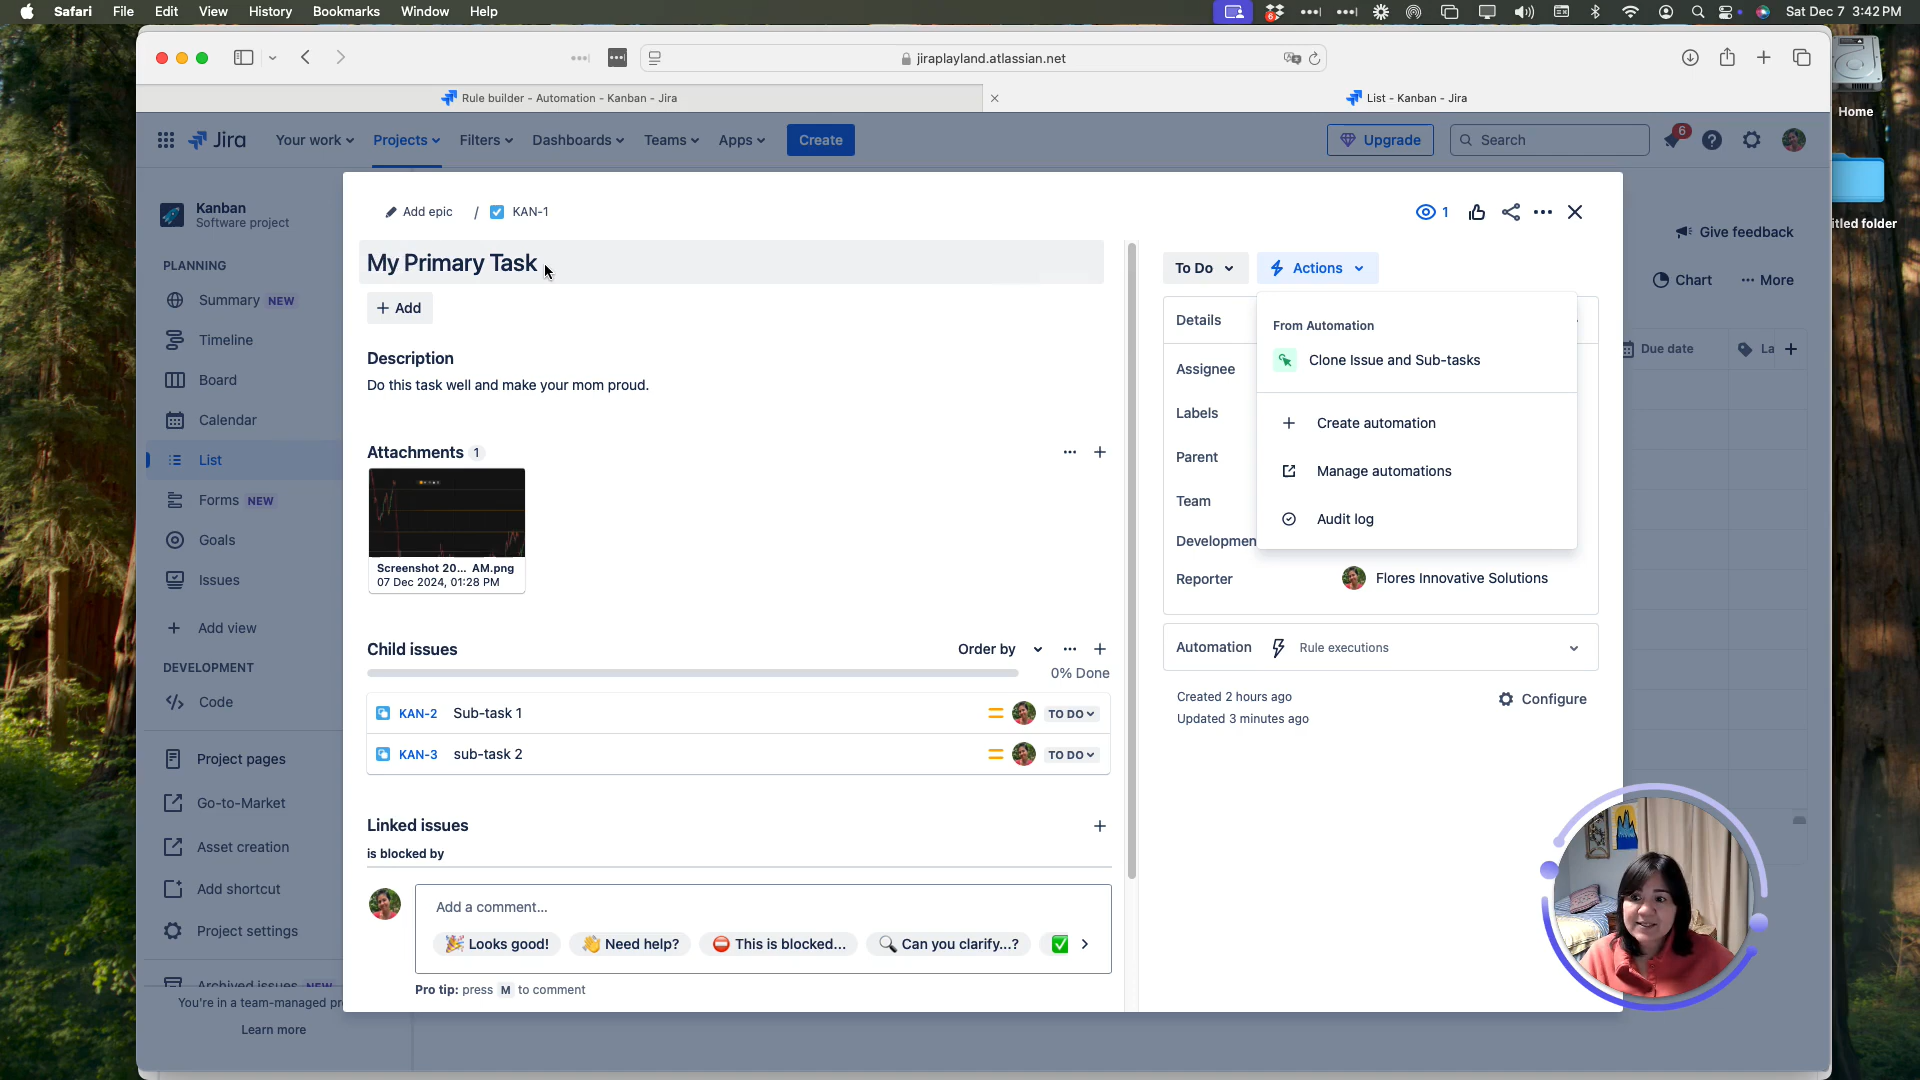 Safari File Edit View History Bookmarks Window Help
6
Sat Dec 7 3:42 PM
jiraplayland.atlassian.net
Rule builder - Automation - Kanban - Jira
List - Kanban - Jira
Home
Jira Your work Projects Filters Dashboards Teams Apps Create
Upgrade
Search
6
Kanban
Software project
PLANNING
Summary NEW
Timeline
Board
Calendar
List
Forms NEW
Goals
Issues
Add view
DEVELOPMENT
Code
Project pages
Go-to-Market
Asset creation
Add shortcut
Project settings
Archived issues NEW
You're in a team-managed pr
Learn more
Add epic / KAN-1
1
My Primary Task
Add
Description
Do this task well and make your mom proud.
Attachments 1
Screenshot 20... AM.png
07 Dec 2024, 01:28 PM
Child issues
Order by
0% Done
KAN-2 Sub-task 1 TO DO
KAN-3 sub-task 2 TO DO
Linked issues
is blocked by
Add a comment...
Looks good! Need help? This is blocked... Can you clarify...?
Pro tip: press M to comment
To Do Actions
Details
From Automation
Clone Issue and Sub-tasks
Create automation
Manage automations
Audit log
Assignee
Labels
Parent
Team
Developmen
Reporter Flores Innovative Solutions
Automation Rule executions
Created 2 hours ago
Updated 3 minutes ago
Configure
Give feedback
Chart
More
Due date
La
itled folder